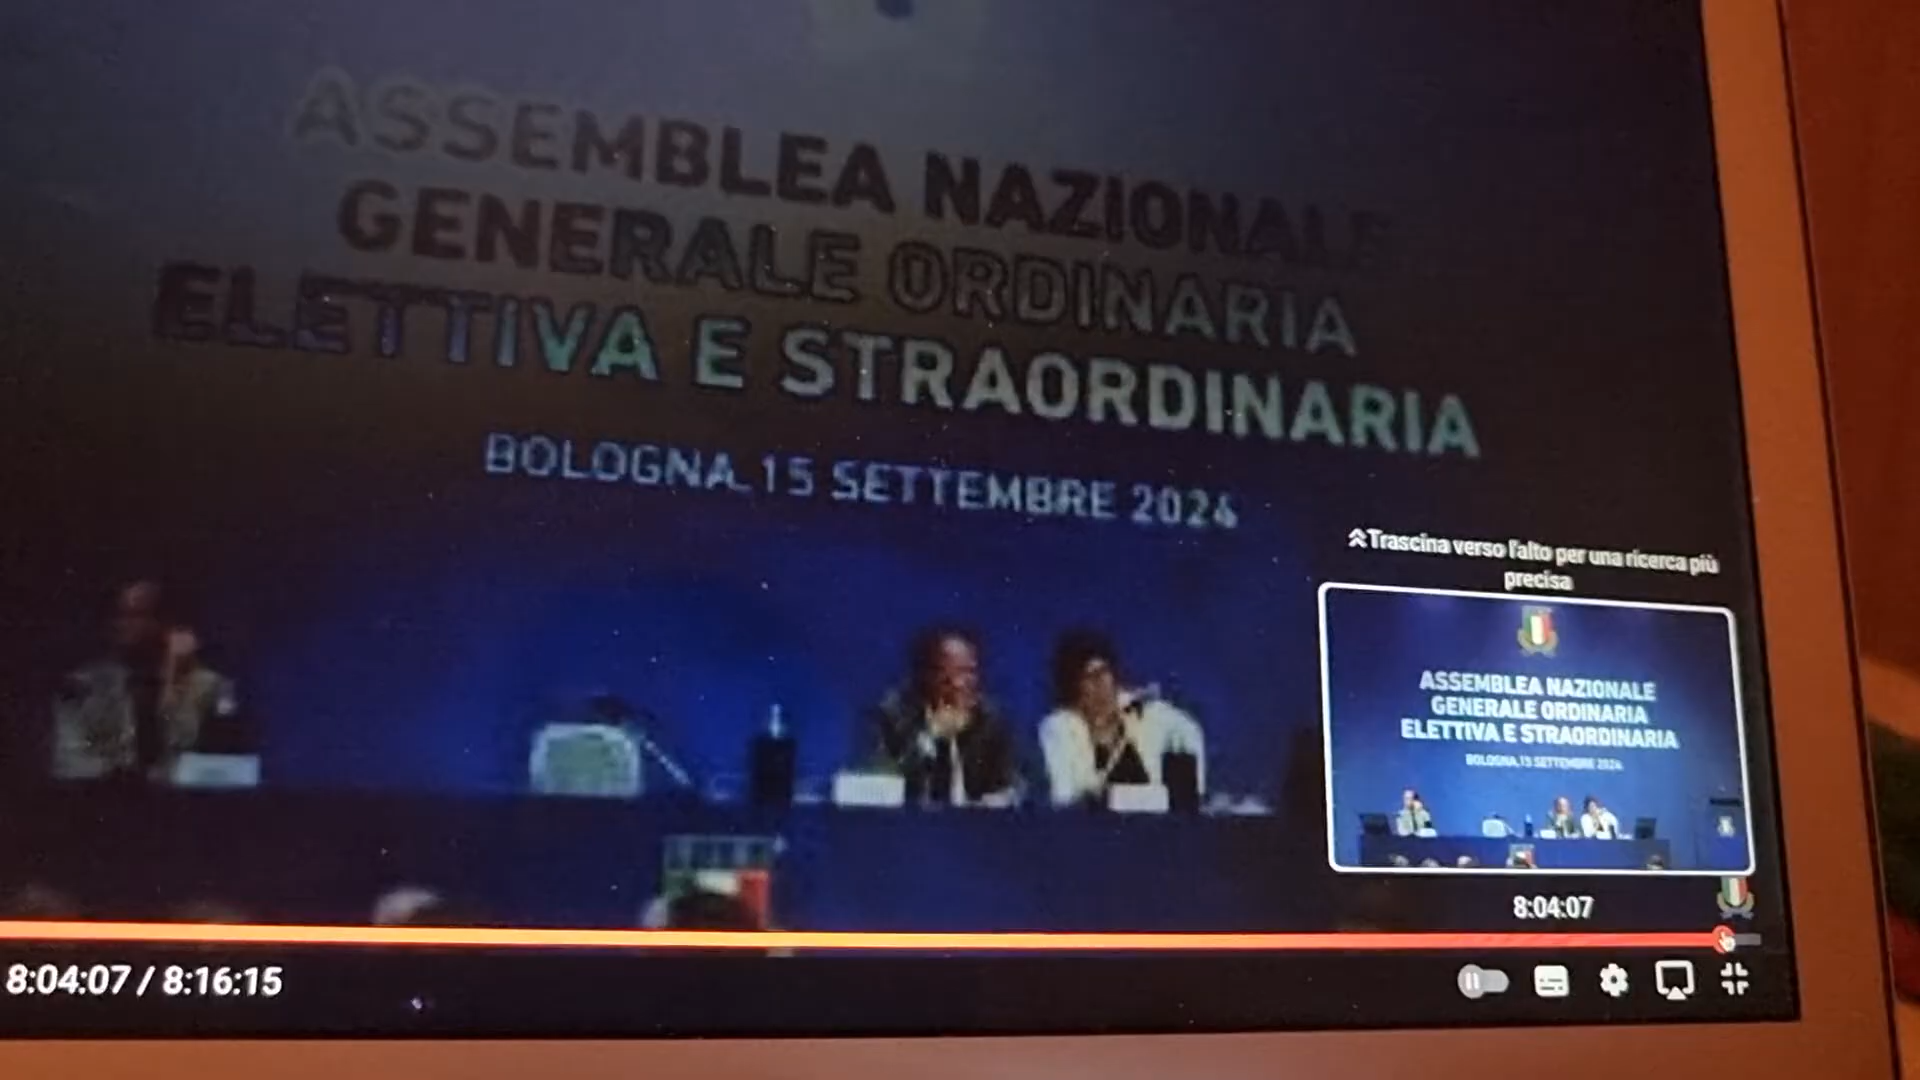 ASSEMBLEA NAZIONALE
GENERALE ORDINARIA
ELETTIVA E STRAORDINARIA
BOLOGNA, 15 SETTEMBRE 2024
Trascina verso l'alto per una ricerca più
precisa
ASSEMBLEA NAZIONALE
GENERALE ORDINARIA
ELETTIVA E STRAORDINARIA
BOLOGNA, 15 SETTEMBRE 2024
8:04:07
8:04:07 / 8:16:15